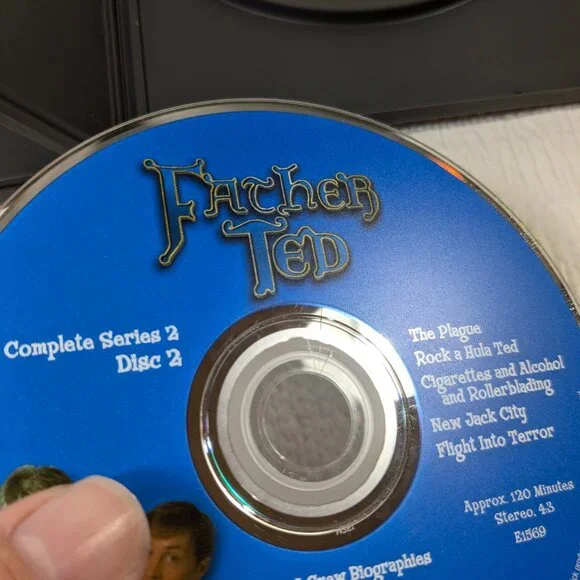 Father
Ted
Complete Series 2
Disc 2
The Plague
Rock a Hula Ted
Cigarettes and Alcohol
and Rollerblading
New Jack City
Flight Into Terror
Approx. 120 Minutes
Stereo, 4:3
E1569
Crew Biographies